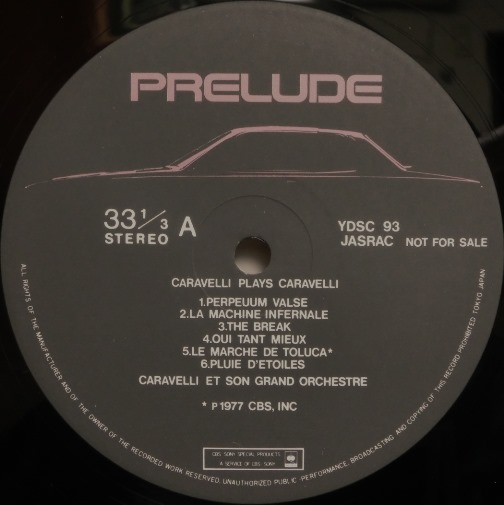 PRELUDE
33 1/3 A
STEREO
YDSC 93
JASRAC NOT FOR SALE
CARAVELLI PLAYS CARAVELLI
1.PERPEUUM VALSE
2.LA MACHINE INFERNALE
3.THE BREAK
4.OUI TANT MIEUX
5.LE MARCHE DE TOLUCA*
6.PLUIE D'ETOILES
CARAVELLI ET SON GRAND ORCHESTRE
* P 1977 CBS, INC
CBS SONY SPECIAL PRODUCTS
A SERVICE OF CBS SONY
ALL RIGHTS OF THE MANUFACTURER AND OF THE OWNER OF THE RECORDED WORK RESERVED. UNAUTHORIZED PUBLIC PERFORMANCE, BROADCASTING AND COPYING OF THIS RECORD PROHIBITED TOKYO JAPAN